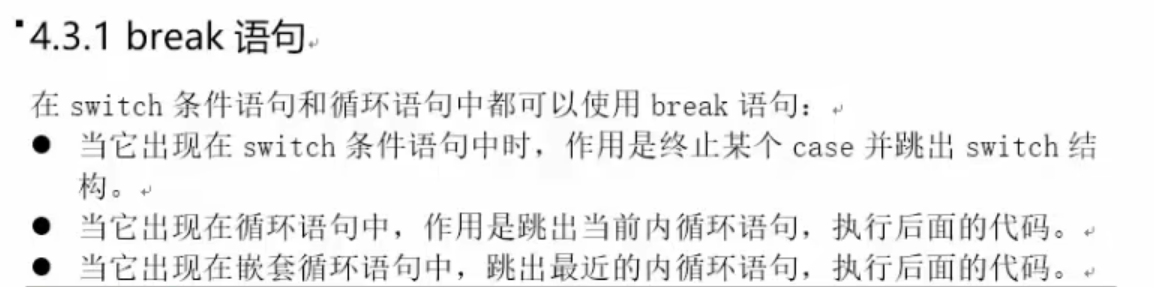 4.3.1 break 语句
在 switch 条件语句和循环语句中都可以使用 break 语句：
● 当它出现在 switch 条件语句中时，作用是终止某个 case 并跳出 switch 结
构。
● 当它出现在循环语句中，作用是跳出当前内循环语句，执行后面的代码。
● 当它出现在嵌套循环语句中，跳出最近的内循环语句，执行后面的代码。